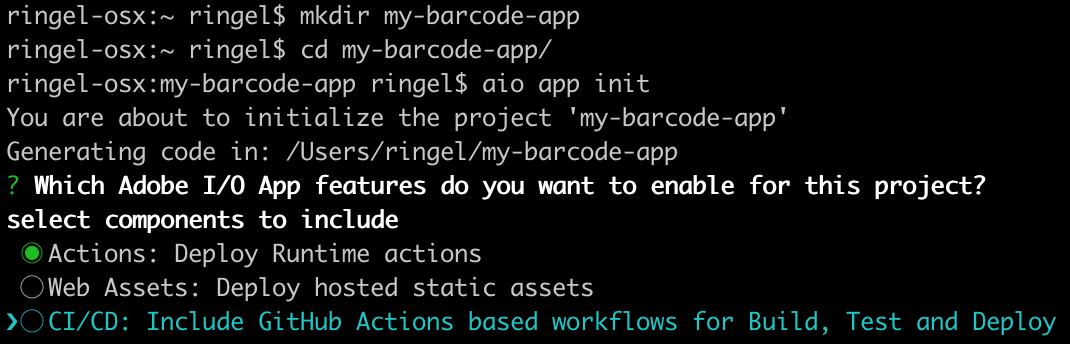 ringel-osx:~ ringel$ mkdir my-barcode-app
ringel-osx:~ ringel$ cd my-barcode-app/
ringel-osx:my-barcode-app ringel$ aio app init
You are about to initialize the project 'my-barcode-app'
Generating code in: /Users/ringel/my-barcode-app
? Which Adobe I/O App features do you want to enable for this project?
select components to include
◉ Actions: Deploy Runtime actions
◯ Web Assets: Deploy hosted static assets
❯◯ CI/CD: Include GitHub Actions based workflows for Build, Test and Deploy